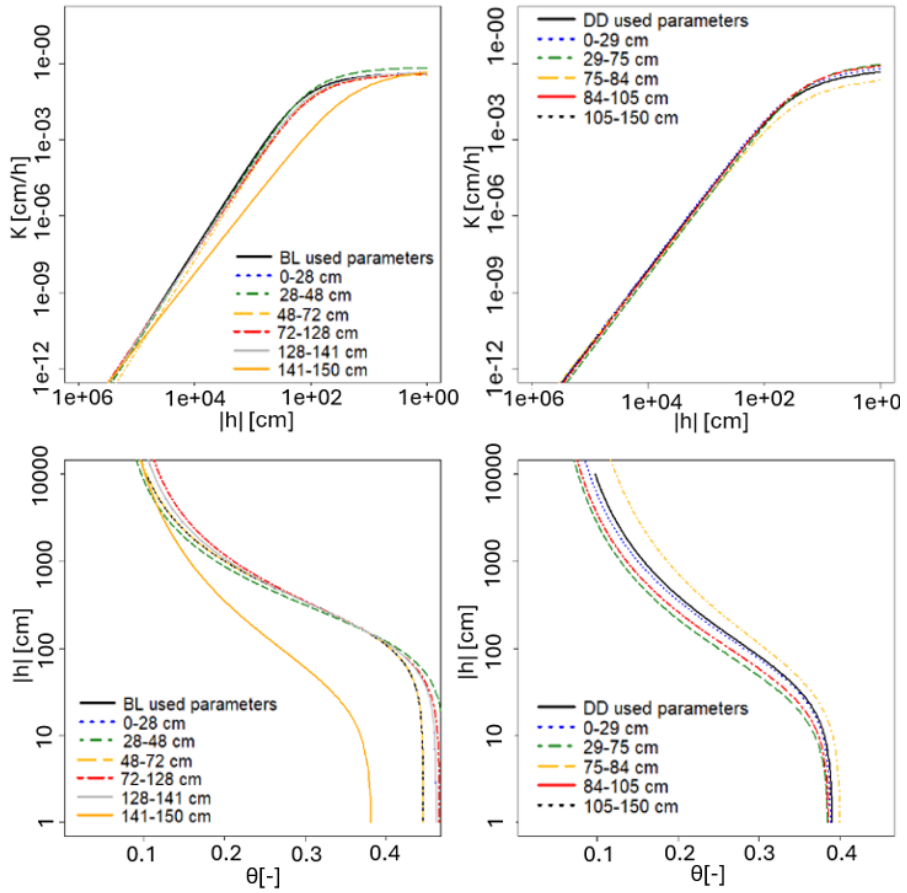 1e-00
1e-03
1e-06
1e-09
1e-12
K [cm/h]
BL used parameters
0-28 cm
28-48 cm
48-72 cm
72-128 cm
128-141 cm
141-150 cm
1e+06
1e+04
1e+02
1e+00
|h| [cm]
1e-00
1e-03
1e-06
1e-09
1e-12
K [cm/h]
DD used parameters
0-29 cm
29-75 cm
75-84 cm
84-105 cm
105-150 cm
1e+06
1e+04
1e+02
1e+0
|h| [cm]
10000
1000
100
10
1
|h| [cm]
BL used parameters
0-28 cm
28-48 cm
48-72 cm
72-128 cm
128-141 cm
141-150 cm
0.1
0.2
0.3
0.4
θ[-]
10000
1000
100
10
1
|h| [cm]
DD used parameters
0-29 cm
29-75 cm
75-84 cm
84-105 cm
105-150 cm
0.1
0.2
0.3
0.4
θ[-]